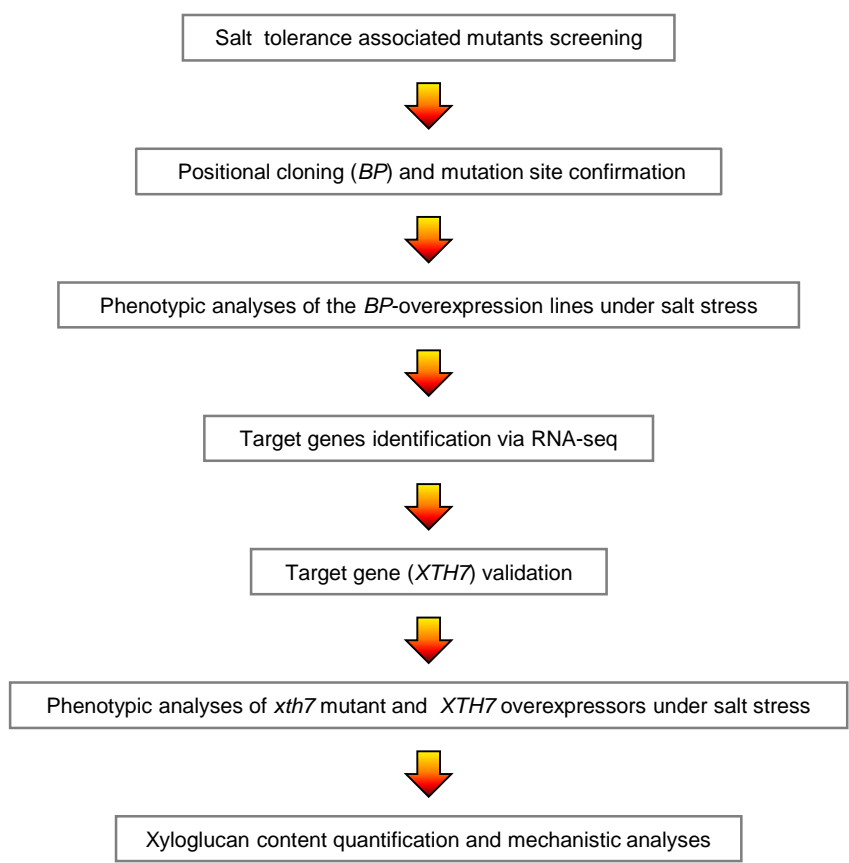 Salt tolerance associated mutants screening
Positional cloning (BP) and mutation site confirmation
Phenotypic analyses of the BP-overexpression lines under salt stress
Target genes identification via RNA-seq
Target gene (XTH7) validation
Phenotypic analyses of xth7 mutant and XTH7 overexpressors under salt stress
Xyloglucan content quantification and mechanistic analyses